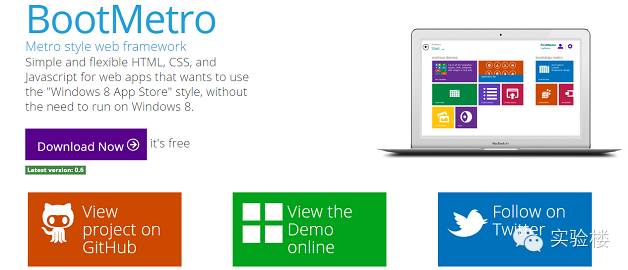 BootMetro
Metro style web framework
Simple and flexible HTML, CSS, and
Javascript for web apps that wants to use
the "Windows 8 App Store" style, without
the need to run on Windows 8.
Download Now it's free
Latest version: 0.6
MacBook Air
View
project on
GitHub
View the
Demo
online
Follow on
Twitter
实验楼